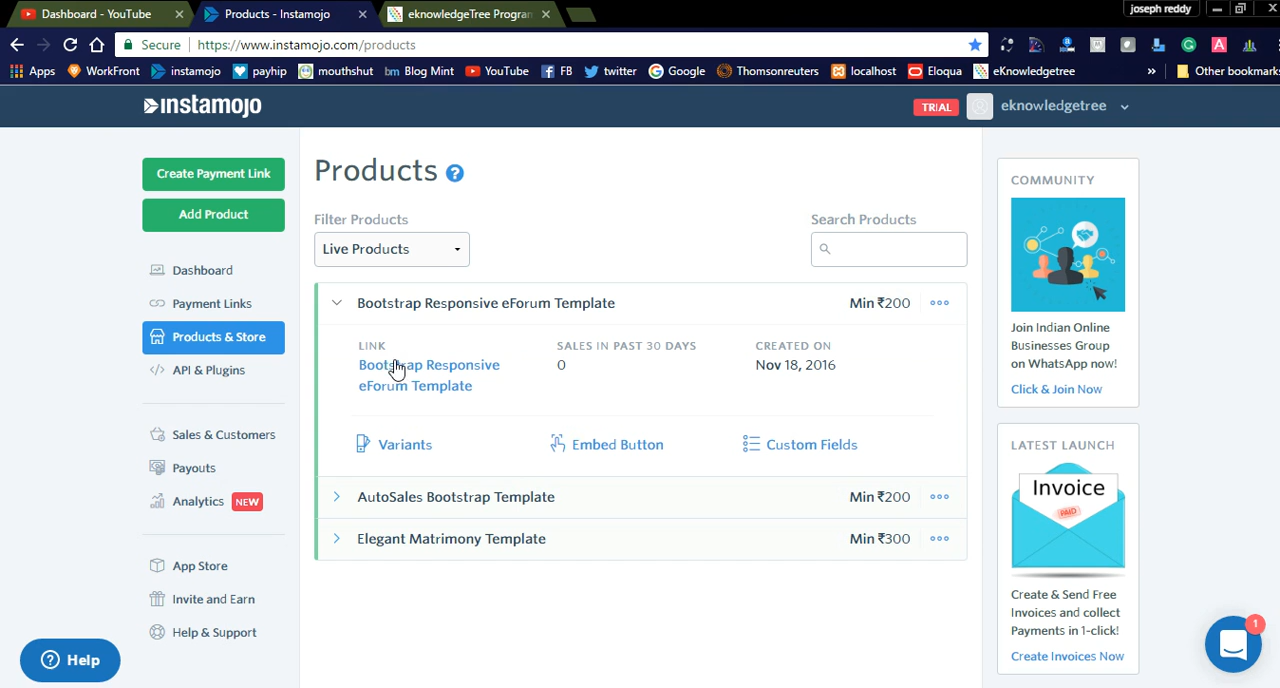 Dashboard - YouTube
Products - Instamojo
eknowledgeTree Program
joseph reddy
Secure
https://www.instamojo.com/products
Apps
WorkFront
instamojo
payhip
mouthshut
bm Blog Mint
YouTube
FB
twitter
Google
Thomsonreuters
localhost
Eloqua
eKnowledgetree
»
Other bookmarks
instamojo
TRIAL
eknowledgetree
Create Payment Link
Add Product
Dashboard
Payment Links
Products & Store
API & Plugins
Sales & Customers
Payouts
Analytics NEW
App Store
Invite and Earn
Help & Support
Help
Products ?
Filter Products
Live Products
Search Products
Bootstrap Responsive eForum Template
Min ₹200
LINK
Bootstrap Responsive
eForum Template
SALES IN PAST 30 DAYS
0
CREATED ON
Nov 18, 2016
Variants
Embed Button
Custom Fields
AutoSales Bootstrap Template
Min ₹200
Elegant Matrimony Template
Min ₹300
COMMUNITY
Join Indian Online
Businesses Group
on WhatsApp now!
Click & Join Now
LATEST LAUNCH
Invoice
PAID
Create & Send Free
Invoices and collect
Payments in 1-click!
Create Invoices Now
1